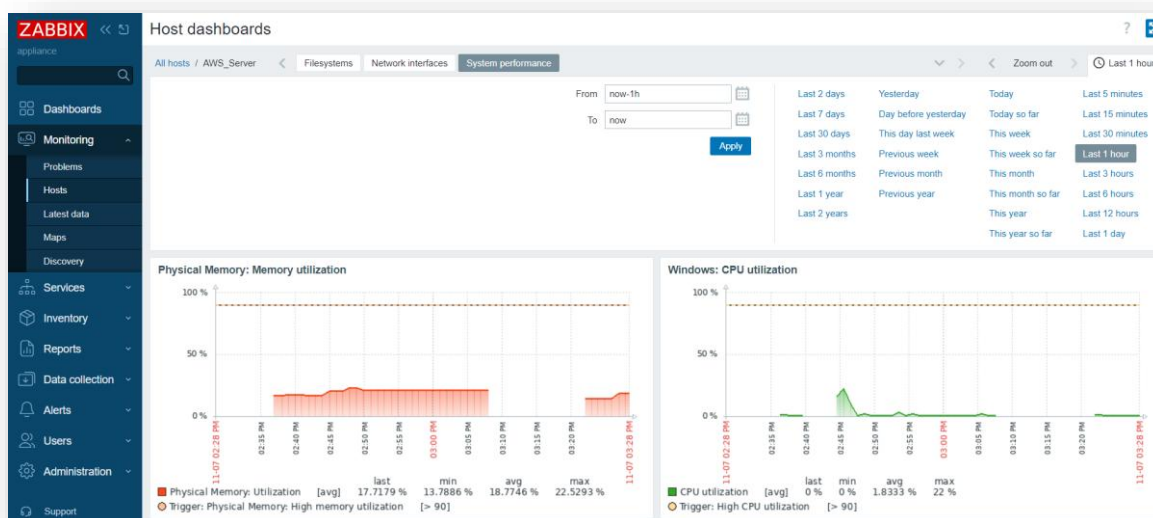 ZABBIX
appliance
Dashboards
Monitoring
Problems
Hosts
Latest data
Maps
Discovery
Services
Inventory
Reports
Data collection
Alerts
Users
Administration
Support
Host dashboards
?
All hosts / AWS_Server
Filesystems Network interfaces System performance
Zoom out Last 1 hour
From now-1h
To now
Apply
Last 2 days Yesterday Today Last 5 minutes
Last 7 days Day before yesterday Today so far Last 15 minutes
Last 30 days This day last week This week Last 30 minutes
Last 3 months Previous week This week so far Last 1 hour
Last 6 months Previous month This month Last 3 hours
Last 1 year Previous year This month so far Last 6 hours
Last 2 years This year Last 12 hours
This year so far Last 1 day
Physical Memory: Memory utilization
100 %
50 %
0 %
11-07 02:28 PM 02:35 PM 02:40 PM 02:45 PM 02:50 PM 02:55 PM 03:00 PM 03:05 PM 03:10 PM 03:15 PM 03:20 PM 11-07 03:28 PM
last min avg max
Physical Memory: Utilization [avg] 17.7179 % 13.7886 % 18.7746 % 22.5293 %
Trigger: Physical Memory: High memory utilization [> 90]
Windows: CPU utilization
100 %
50 %
0 %
11-07 02:28 PM 02:35 PM 02:40 PM 02:45 PM 02:50 PM 02:55 PM 03:00 PM 03:05 PM 03:10 PM 03:15 PM 03:20 PM 11-07 03:28 PM
last min avg max
CPU utilization [avg] 0 % 0 % 1.8333 % 22 %
Trigger: High CPU utilization [> 90]